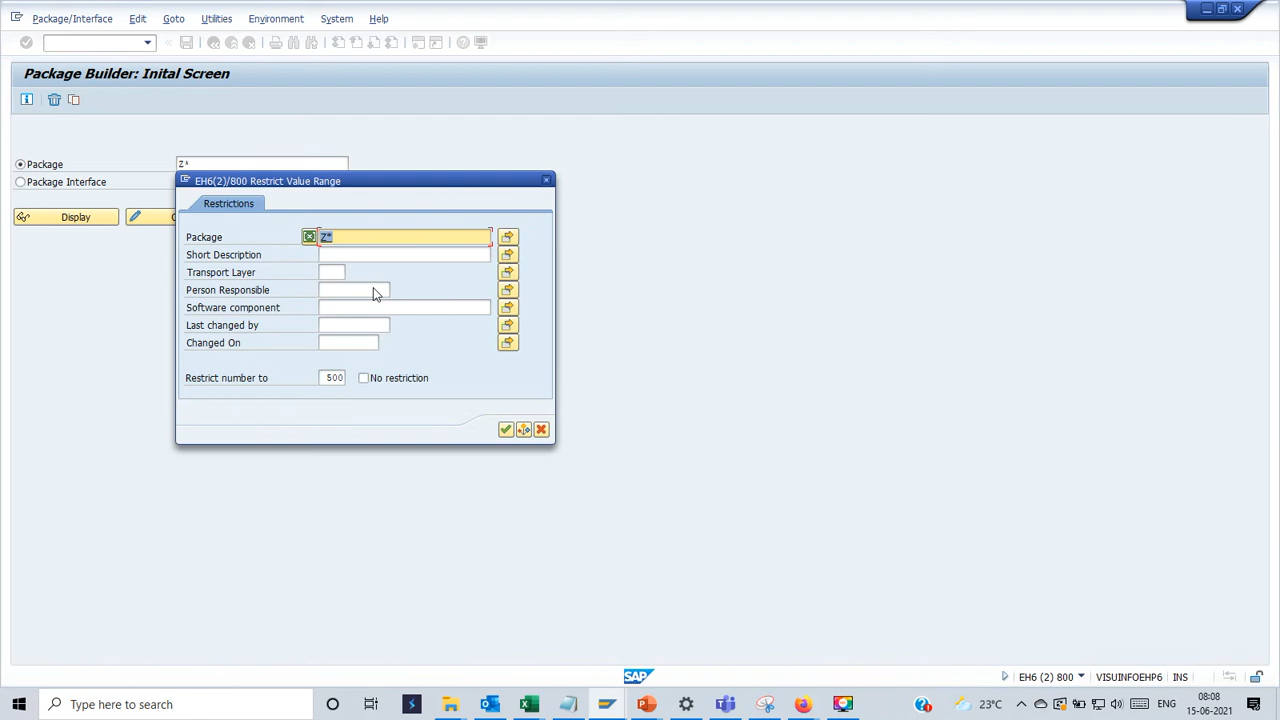 Package/Interface Edit Goto Utilities Environment System Help
Package Builder: Inital Screen
Package Z*
Package Interface
Display
EH6(2)/800 Restrict Value Range
Restrictions
Package Z*
Short Description
Transport Layer
Person Responsible
Software component
Last changed by
Changed On
Restrict number to 500 No restriction
SAP EH6 (2) 800 VISUINFOEHP6 INS
Type here to search 23°C ENG 08:08 15-06-2021